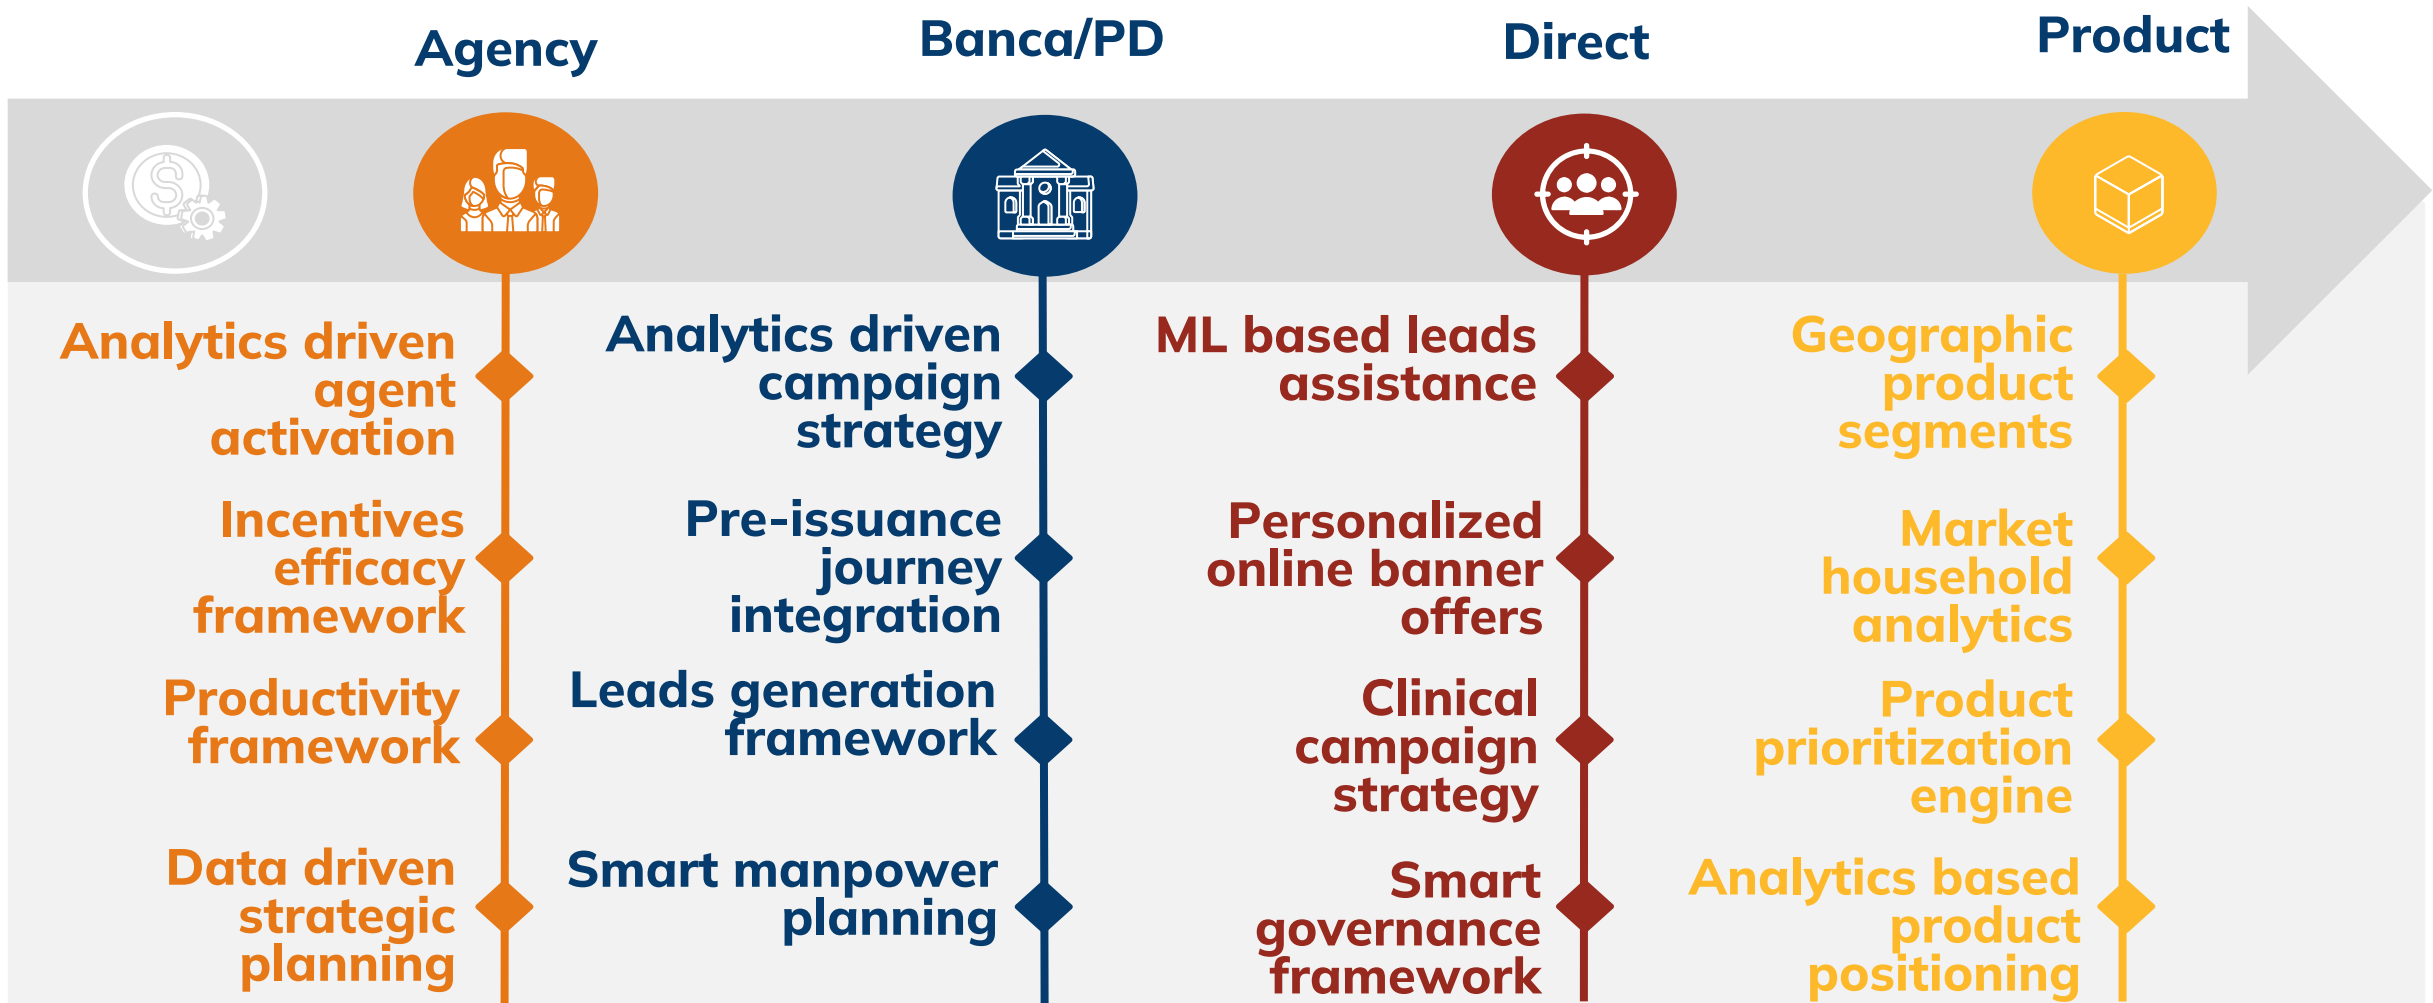 Agency
Banca/PD
Direct
Product
Analytics driven
agent
activation
Incentives
efficacy
framework
Productivity
framework
Data driven
strategic
planning
Analytics driven
campaign
strategy
Pre-issuance
journey
integration
Leads generation
framework
Smart manpower
planning
ML based leads
assistance
Personalized
online banner
offers
Clinical
campaign
strategy
Smart
governance
framework
Geographic
product
segments
Market
household
analytics
Product
prioritization
engine
Analytics based
product
positioning